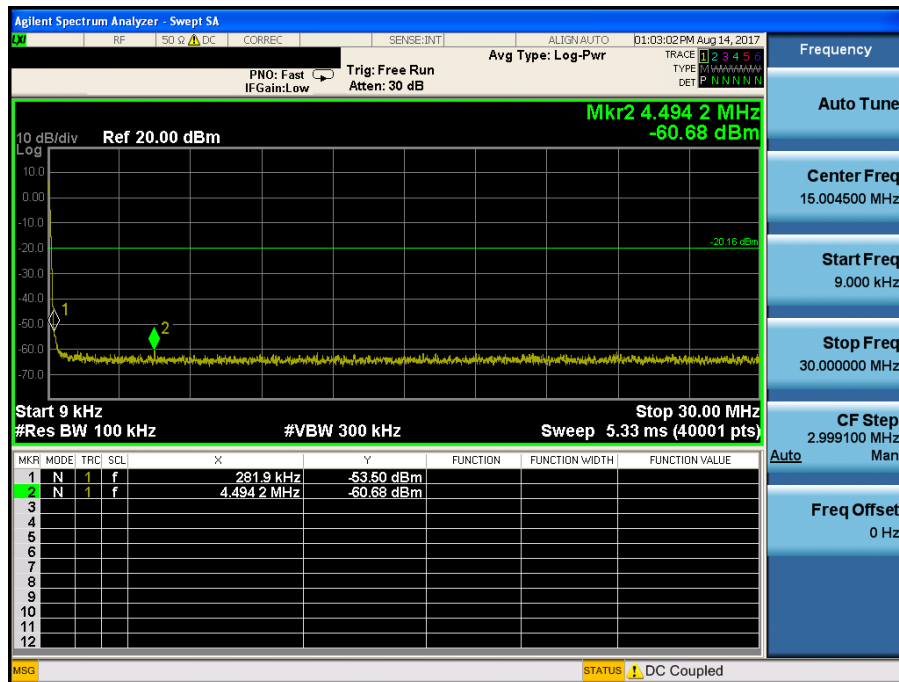 Agilent Spectrum Analyzer - Swept SA
LXI RF 50 Ω DC CORREC SENSE:INT ALIGN AUTO 01:03:02 PM Aug 14, 2017
Frequency
Avg Type: Log-Pwr
TRACE 1 2 3 4 5 6
TYPE M WWWWW
DET P N N N N N
PNO: Fast
IFGain:Low
Trig: Free Run
Atten: 30 dB
Auto Tune
Mkr2 4.494 2 MHz
-60.68 dBm
10 dB/div Ref 20.00 dBm
Log
10.0
0.00
-10.0
-20.0
-20.16 dBm
-30.0
-40.0
-50.0
-60.0
-70.0
1
2
Center Freq
15.004500 MHz
Start Freq
9.000 kHz
Stop Freq
30.000000 MHz
Start 9 kHz Stop 30.00 MHz
#Res BW 100 kHz #VBW 300 kHz Sweep 5.33 ms (40001 pts)
CF Step
2.999100 MHz
Auto Man
MKR MODE TRC SCL X Y FUNCTION FUNCTION WIDTH FUNCTION VALUE
1 N 1 f 281.9 kHz -53.50 dBm
2 N 1 f 4.494 2 MHz -60.68 dBm
3
4
5
6
7
8
9
10
11
12
Freq Offset
0 Hz
MSG STATUS DC Coupled